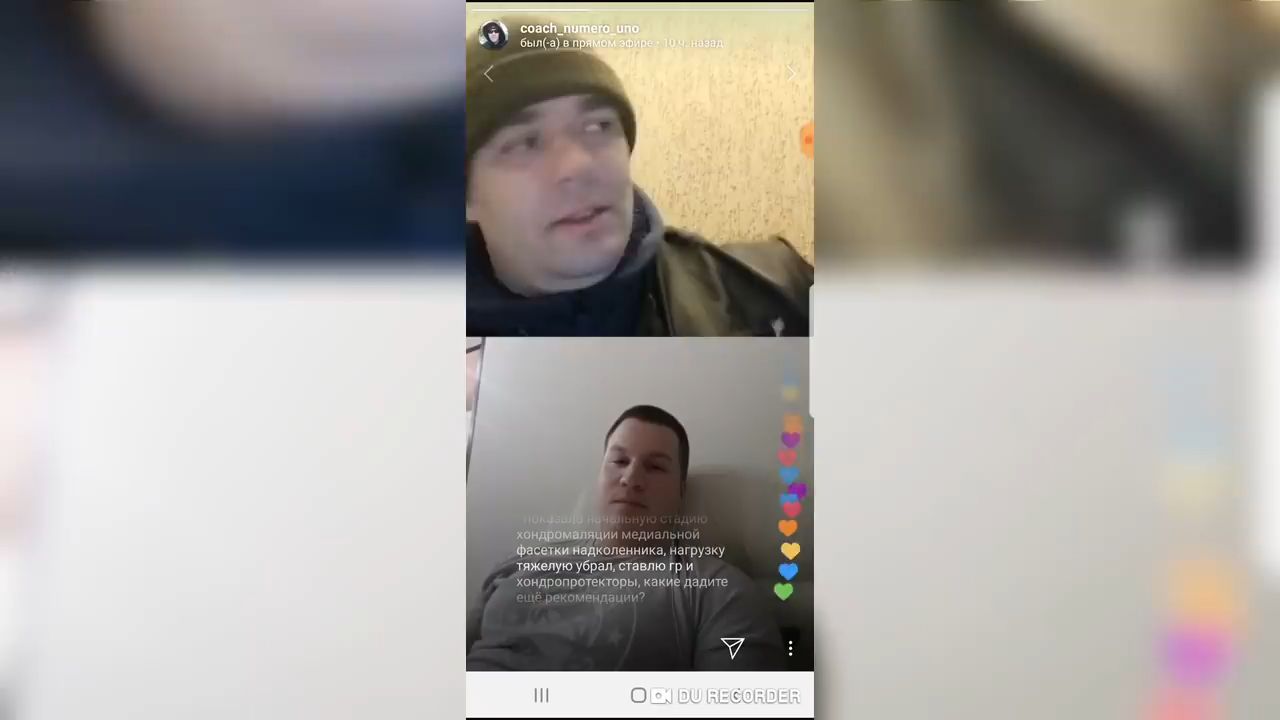 coach_numero_uno
был(-а) в прямом эфире · 10 ч. назад
показало начальную стадию
хондромаляции медиальной
фасетки надколенника, нагрузку
тяжелую убрал, ставлю гр и
хондропротекторы, какие дадите
ещё рекомендации?
DU RECORDER